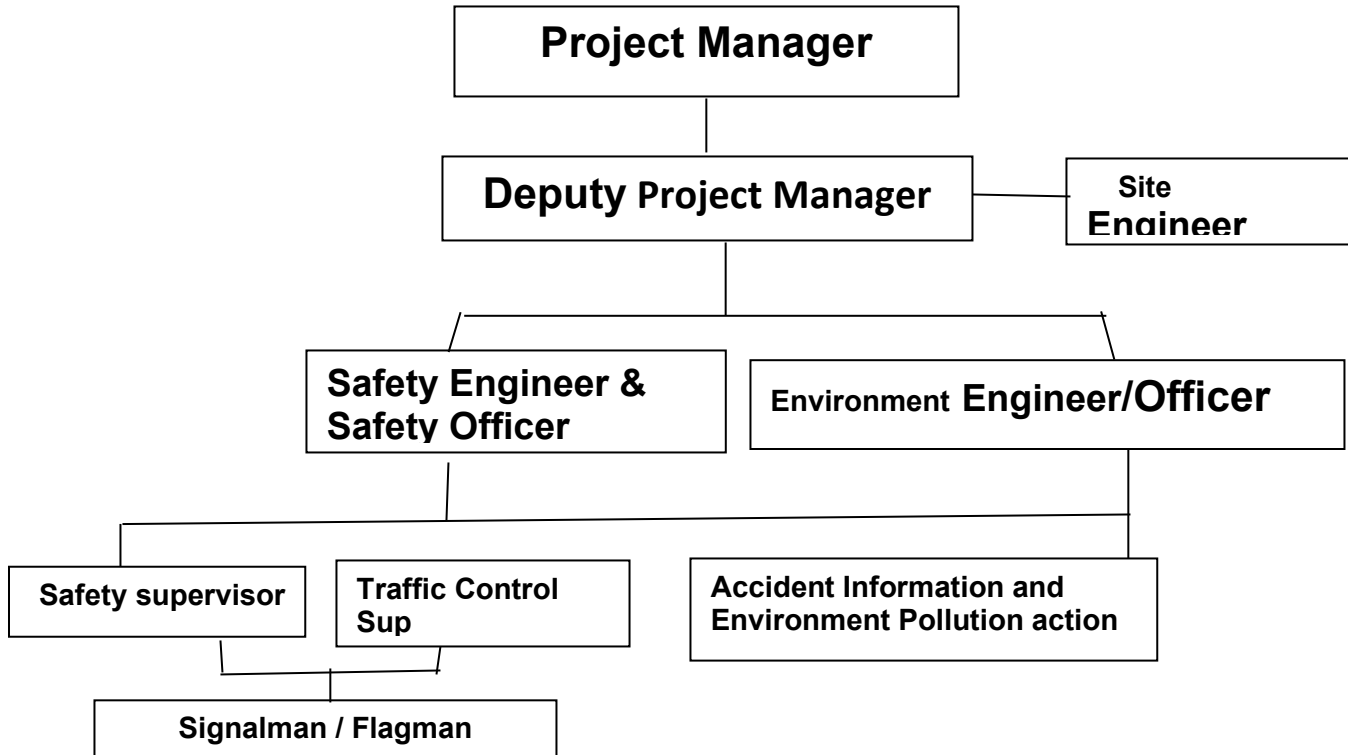 Project Manager
Deputy Project Manager
Site
Engineer
Safety Engineer &
Safety Officer
Environment Engineer/Officer
Safety supervisor
Traffic Control
Sup
Accident Information and
Environment Pollution action
Signalman / Flagman